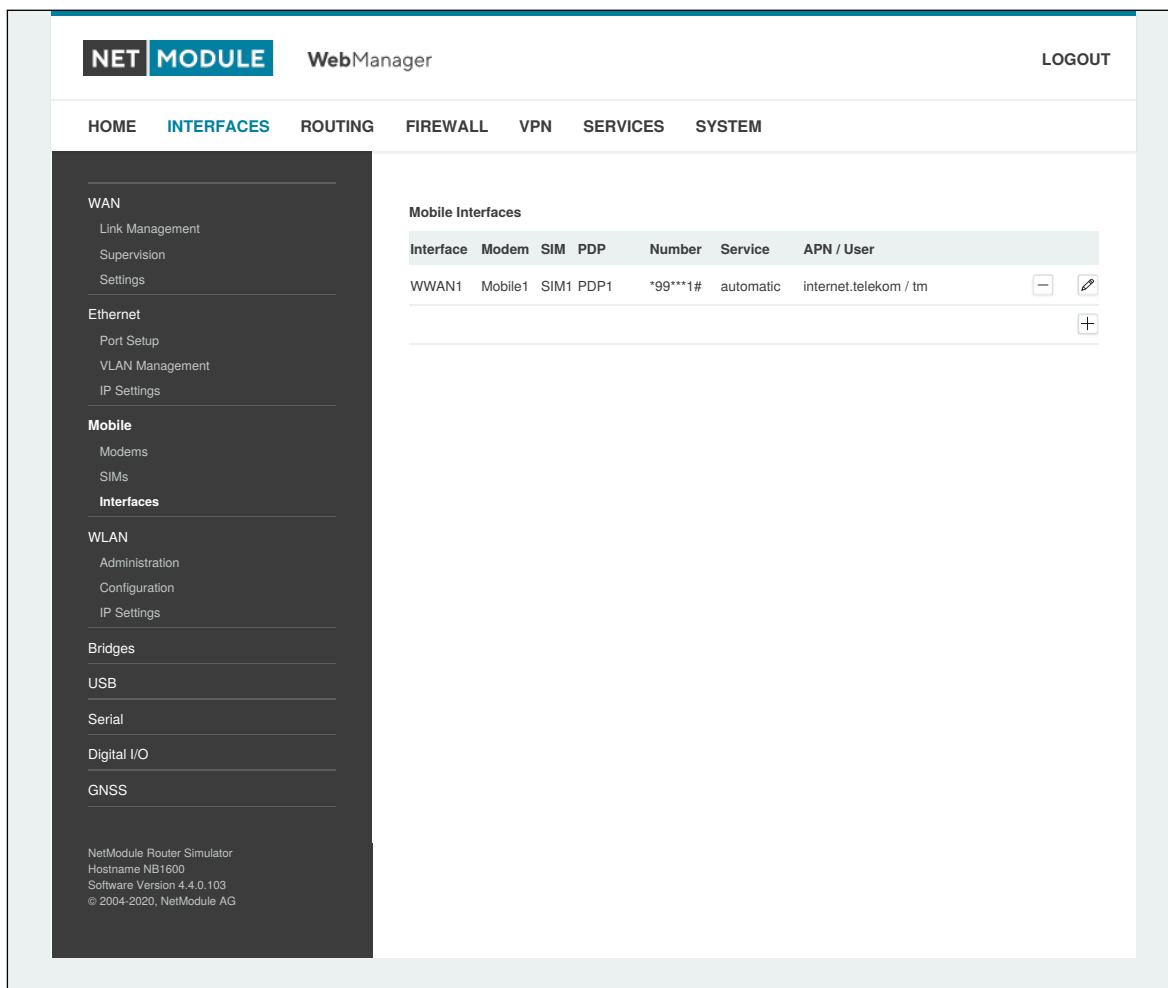 NET MODULE WebManager LOGOUT
HOME INTERFACES ROUTING FIREWALL VPN SERVICES SYSTEM
WAN
Link Management
Supervision
Settings
Ethernet
Port Setup
VLAN Management
IP Settings
Mobile
Modems
SIMs
Interfaces
WLAN
Administration
Configuration
IP Settings
Bridges
USB
Serial
Digital I/O
GNSS
NetModule Router Simulator
Hostname NB1600
Software Version 4.4.0.103
© 2004-2020, NetModule AG
Mobile Interfaces
Interface Modem SIM PDP Number Service APN / User
WWAN1 Mobile1 SIM1 PDP1 *99***1# automatic internet.telekom / tm